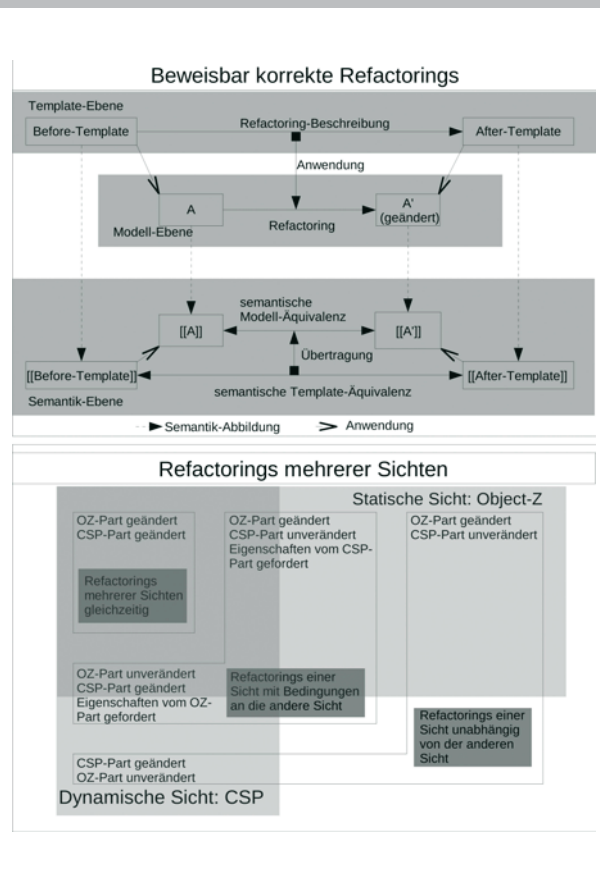 Beweisbar korrekte Refactorings
Template-Ebene
Before-Template
Refactoring-Beschreibung
After-Template
Anwendung
A
A'
(geändert)
Refactoring
Modell-Ebene
semantische
Modell-Äquivalenz
[[A]]
[[A']]
Übertragung
[[Before-Template]]
[[After-Template]]
semantische Template-Äquivalenz
Semantik-Ebene
Semantik-Abbildung
Anwendung
Refactorings mehrerer Sichten
Statische Sicht: Object-Z
OZ-Part geändert
CSP-Part geändert
Refactorings
mehrerer Sichten
gleichzeitig
OZ-Part geändert
CSP-Part unverändert
Eigenschaften vom CSP-
Part gefordert
OZ-Part geändert
CSP-Part unverändert
OZ-Part unverändert
CSP-Part geändert
Eigenschaften vom OZ-
Part gefordert
Refactorings einer
Sicht mit Bedingungen
an die andere Sicht
Refactorings einer
Sicht unabhängig
von der anderen
Sicht
CSP-Part geändert
OZ-Part unverändert
Dynamische Sicht: CSP